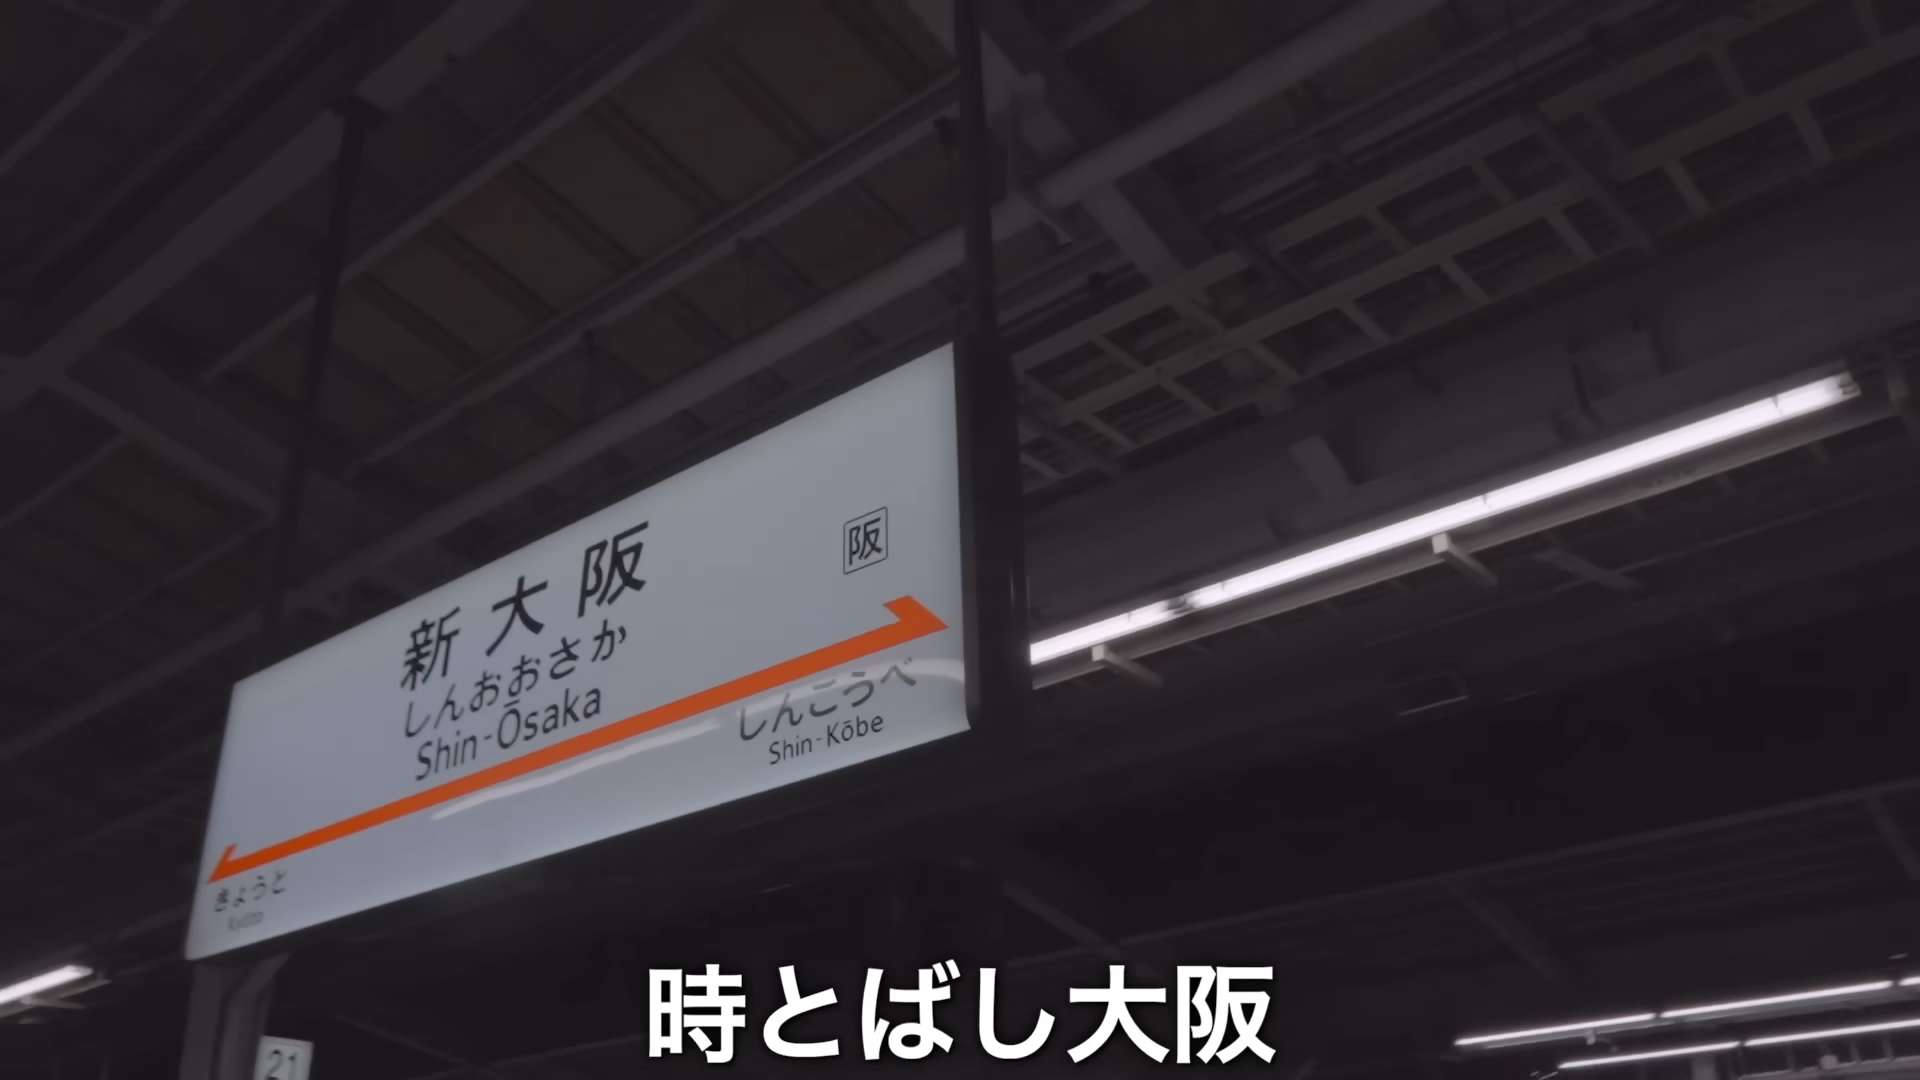 新大阪
阪
しんおおさか
Shin-Ōsaka
しんこうべ
Shin-Kōbe
きょうと
Kyōto
21
時とばし大阪